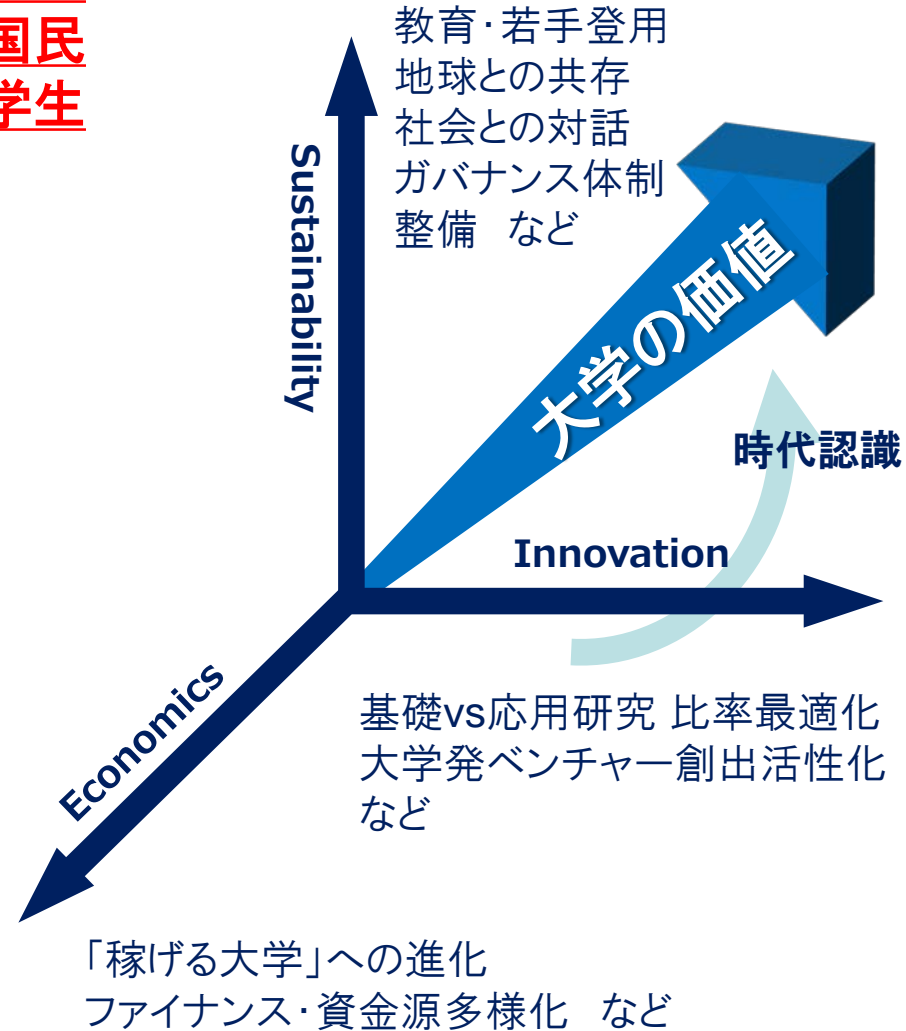 国民
学生
教育・若手登用
地球との共存
社会との対話
ガバナンス体制
整備　など
Sustainability
大学の価値
時代認識
Innovation
Economics
基礎vs応用研究 比率最適化
大学発ベンチャー創出活性化
など
「稼げる大学」への進化
ファイナンス・資金源多様化　など